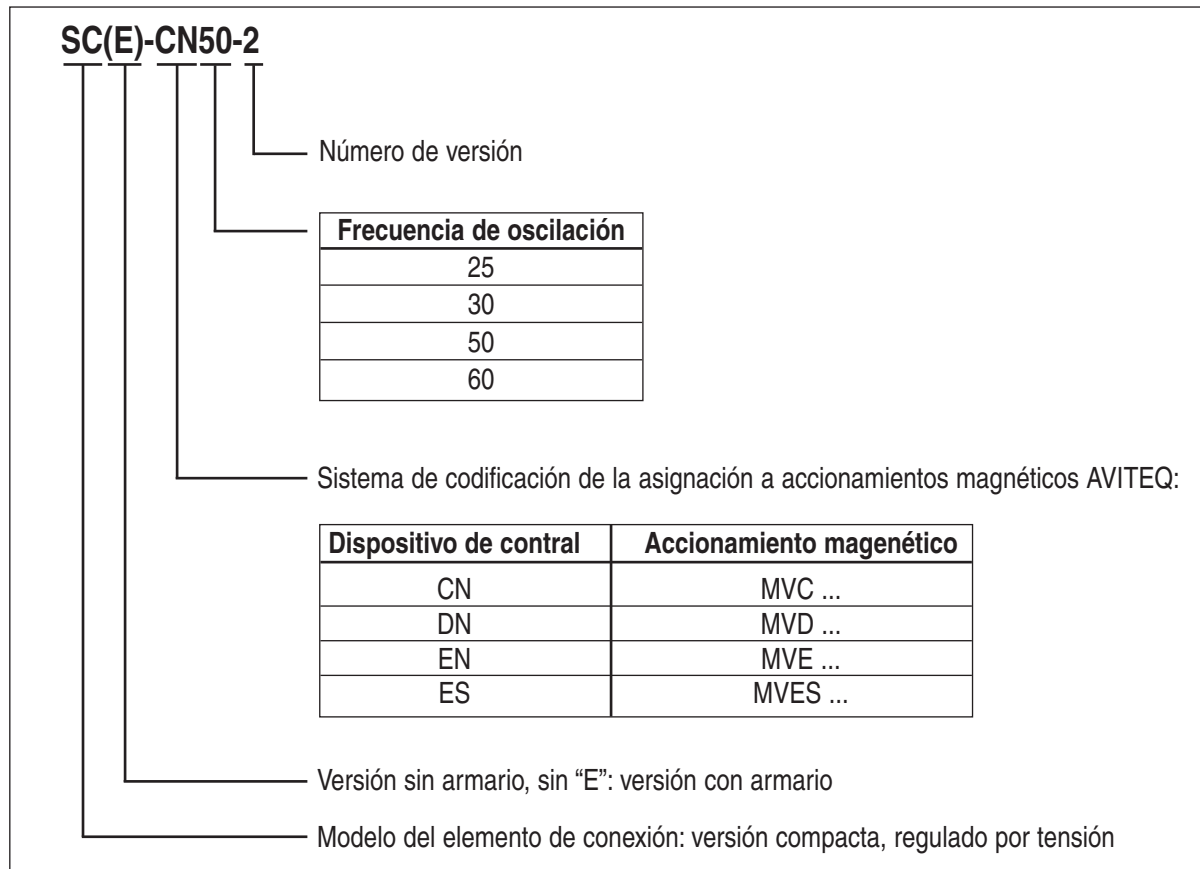 SC(E)-CN50-2
Número de versión
Frecuencia de oscilación
25
30
50
60
Sistema de codificación de la asignación a accionamientos magnéticos AVITEQ:
Dispositivo de contral Accionamiento magenético
CN MVC ...
DN MVD ...
EN MVE ...
ES MVES ...
Versión sin armario, sin “E”: versión con armario
Modelo del elemento de conexión: versión compacta, regulado por tensión